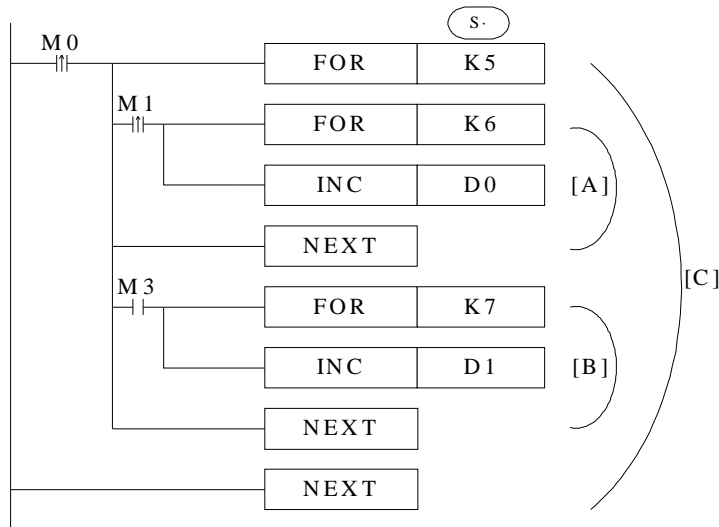 S·
M0
FOR K5
M1
FOR K6
INC D0 [A]
NEXT
[C]
M3
FOR K7
INC D1 [B]
NEXT
NEXT